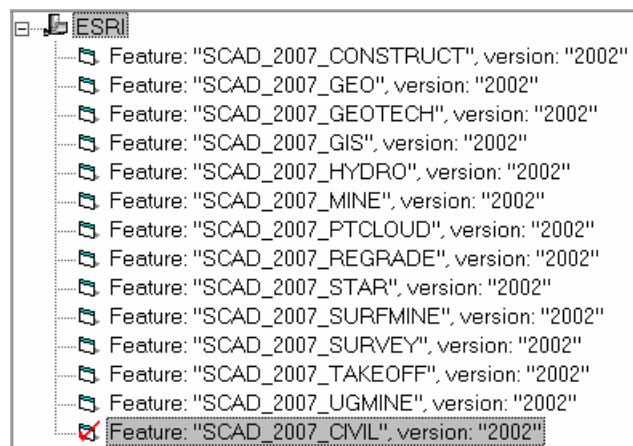 ESRI
Feature: "SCAD_2007_CONSTRUCT", version: "2002"
Feature: "SCAD_2007_GEO", version: "2002"
Feature: "SCAD_2007_GEOTECH", version: "2002"
Feature: "SCAD_2007_GIS", version: "2002"
Feature: "SCAD_2007_HYDRO", version: "2002"
Feature: "SCAD_2007_MINE", version: "2002"
Feature: "SCAD_2007_PTCLOUD", version: "2002"
Feature: "SCAD_2007_REGRADE", version: "2002"
Feature: "SCAD_2007_STAR", version: "2002"
Feature: "SCAD_2007_SURFMINE", version: "2002"
Feature: "SCAD_2007_SURVEY", version: "2002"
Feature: "SCAD_2007_TAKEOFF", version: "2002"
Feature: "SCAD_2007_UGMINE", version: "2002"
Feature: "SCAD_2007_CIVIL", version: "2002"